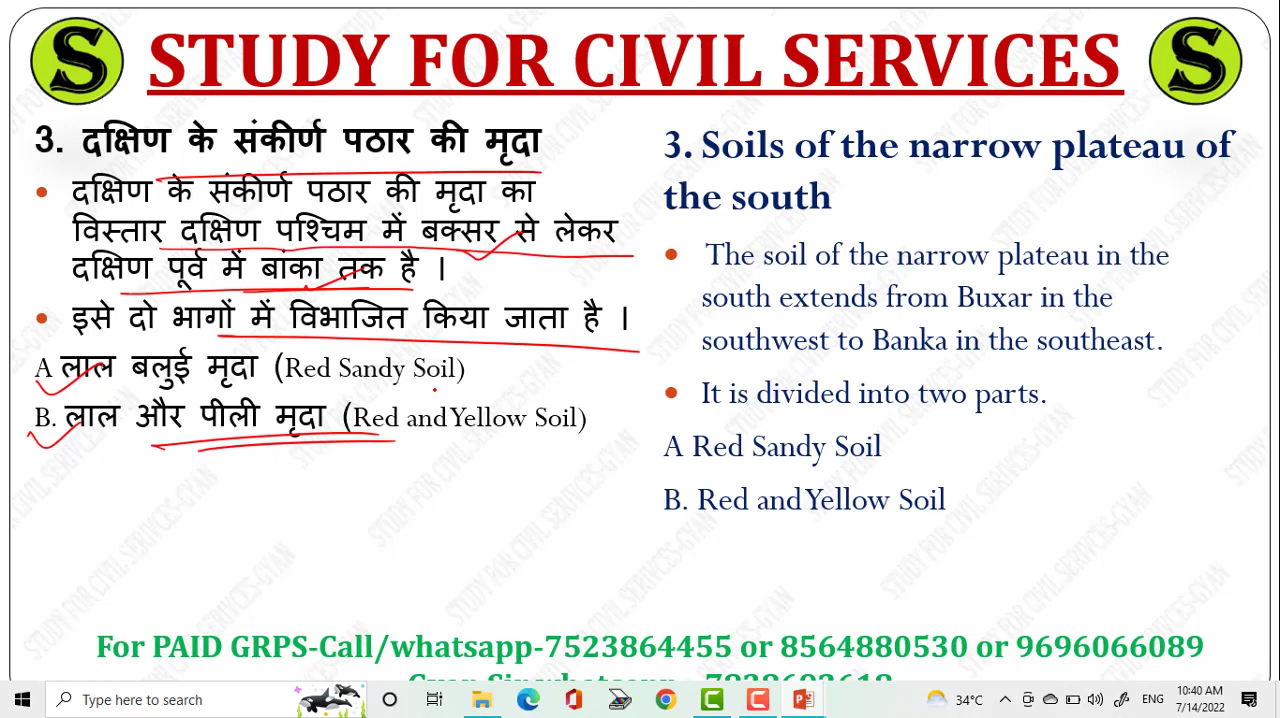 S STUDY FOR CIVIL SERVICES S
3. दक्षिण के संकीर्ण पठार की मृदा
• दक्षिण के संकीर्ण पठार की मृदा का
विस्तार दक्षिण पश्चिम में बक्सर से लेकर
दक्षिण पूर्व में बांका तक है ।
• इसे दो भागों में विभाजित किया जाता है ।
A लाल बलुई मृदा (Red Sandy Soil)
B. लाल और पीली मृदा (Red and Yellow Soil)
3. Soils of the narrow plateau of
the south
• The soil of the narrow plateau in the
south extends from Buxar in the
southwest to Banka in the southeast.
• It is divided into two parts.
A Red Sandy Soil
B. Red and Yellow Soil
For PAID GRPS-Call/whatsapp-7523864455 or 8564880530 or 9696066089
Type here to search
34°C
ENG
10:40 AM
7/14/2022